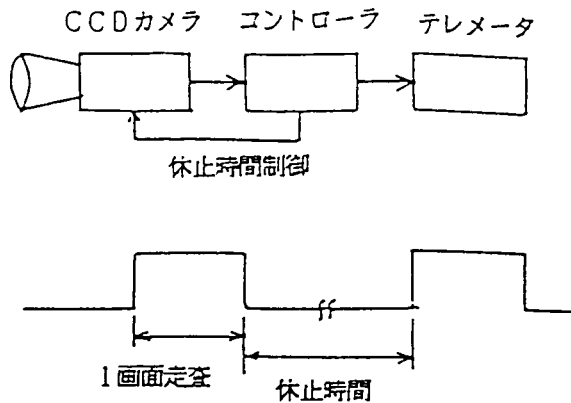 CCDカメラ
コントローラ
テレメータ
休止時間制御
1画面走査
休止時間